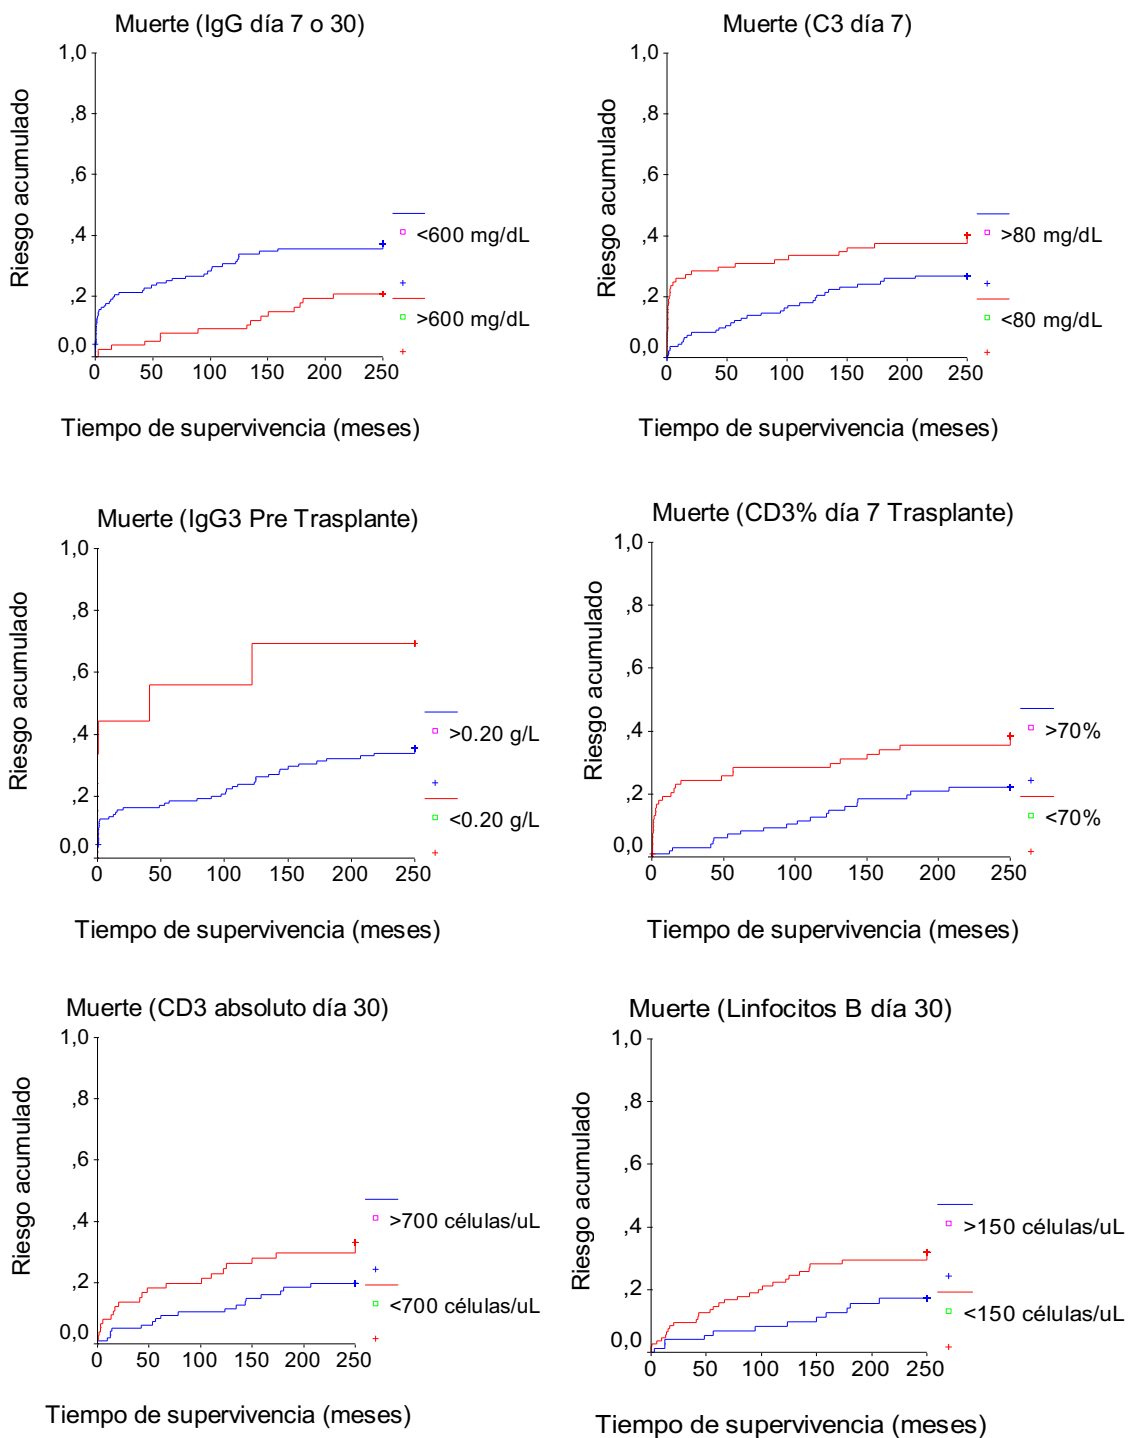 Muerte (IgG día 7 o 30)
1,0
,8
,6
,4
,2
0,0
0 50 100 150 200 250
Riesgo acumulado
Tiempo de supervivencia (meses)
<600 mg/dL
>600 mg/dL
Muerte (C3 día 7)
1,0
,8
,6
,4
,2
0,0
0 50 100 150 200 250
Riesgo acumulado
Tiempo de supervivencia (meses)
>80 mg/dL
<80 mg/dL
Muerte (IgG3 Pre Trasplante)
1,0
,8
,6
,4
,2
0,0
0 50 100 150 200 250
Riesgo acumulado
Tiempo de supervivencia (meses)
>0.20 g/L
<0.20 g/L
Muerte (CD3% día 7 Trasplante)
1,0
,8
,6
,4
,2
0,0
0 50 100 150 200 250
Riesgo acumulado
Tiempo de supervivencia (meses)
>70%
<70%
Muerte (CD3 absoluto día 30)
1,0
,8
,6
,4
,2
0,0
0 50 100 150 200 250
Riesgo acumulado
Tiempo de supervivencia (meses)
>700 células/uL
<700 células/uL
Muerte (Linfocitos B día 30)
1,0
,8
,6
,4
,2
0,0
0 50 100 150 200 250
Riesgo acumulado
Tiempo de supervivencia (meses)
>150 células/uL
<150 células/uL